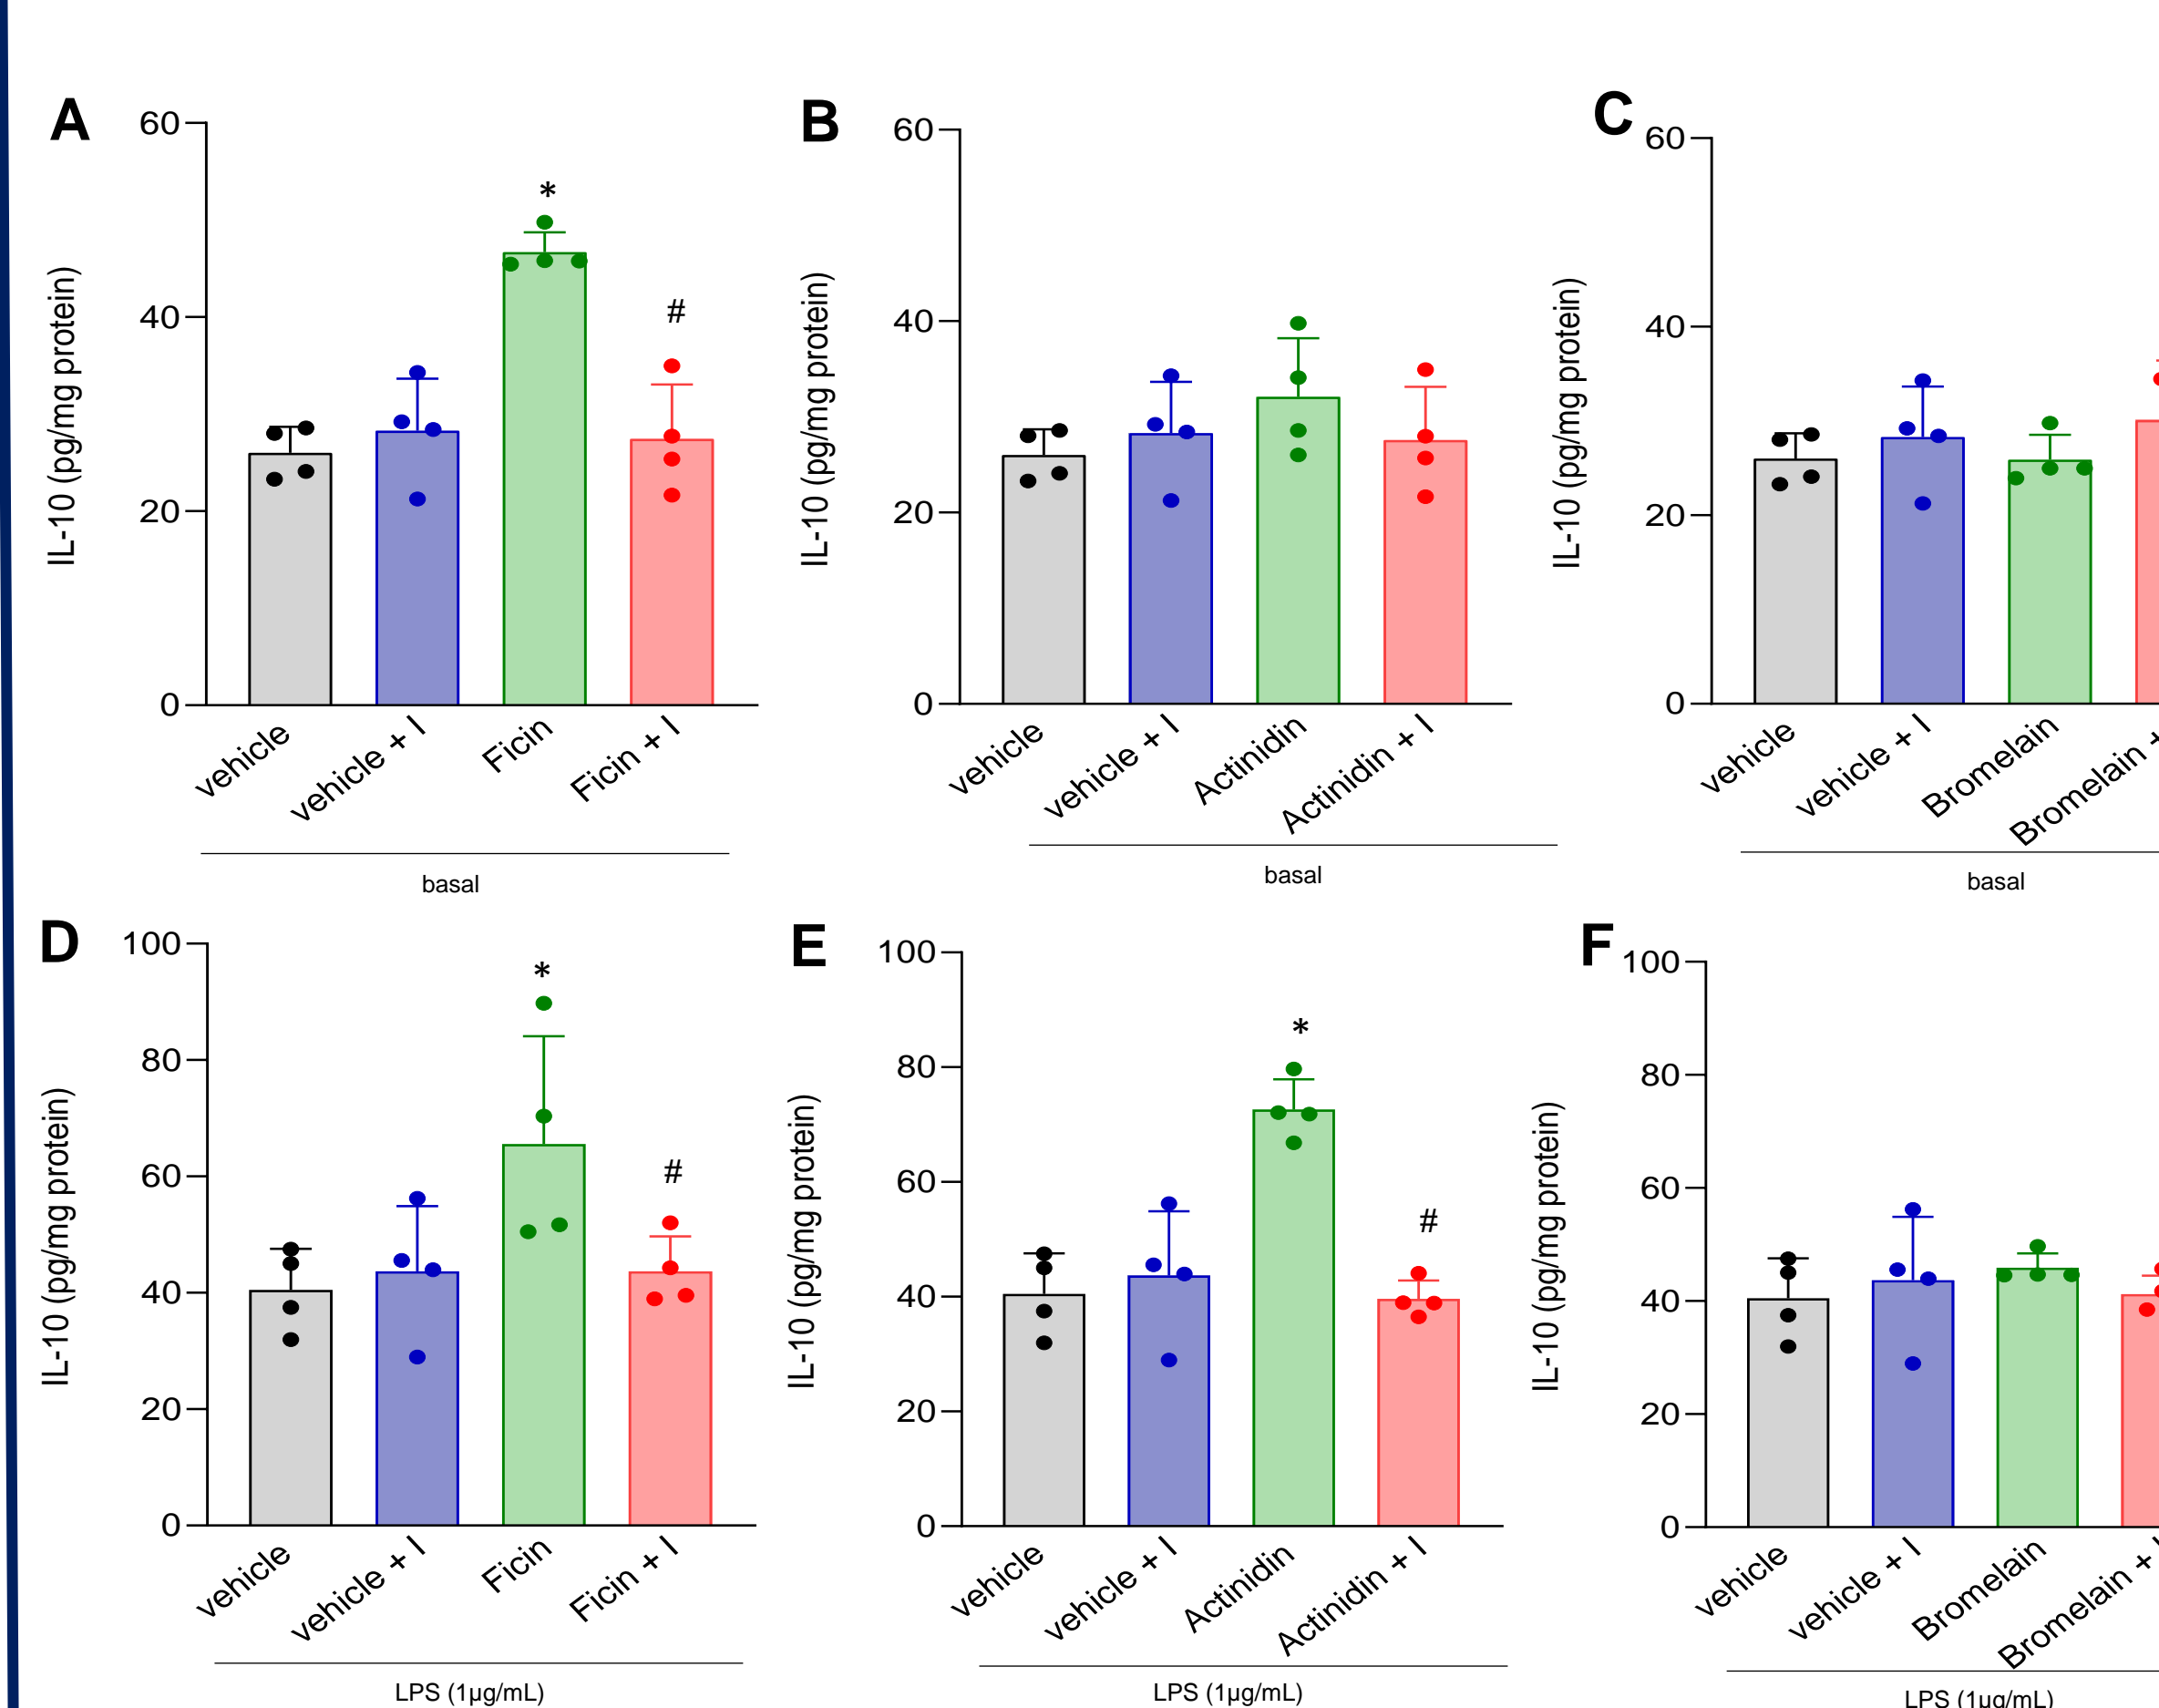 A
B
C
60
40
20
0
IL-10 (pg/mg protein)
*
#
vehicle
vehicle + I
Ficin
Ficin + I
basal
60
40
20
0
IL-10 (pg/mg protein)
vehicle
vehicle + I
Actinidin
Actinidin + I
basal
60
40
20
0
IL-10 (pg/mg protein)
vehicle
vehicle + I
Bromelain
Bromelain +
basal
D
E
F
100
80
60
40
20
0
IL-10 (pg/mg protein)
*
#
vehicle
vehicle + I
Ficin
Ficin + I
LPS (1µg/mL)
100
80
60
40
20
0
IL-10 (pg/mg protein)
*
#
vehicle
vehicle + I
Actinidin
Actinidin + I
LPS (1µg/mL)
100
80
60
40
20
0
IL-10 (pg/mg protein)
vehicle
vehicle + I
Bromelain
Bromelain + I
LPS (1µg/mL)